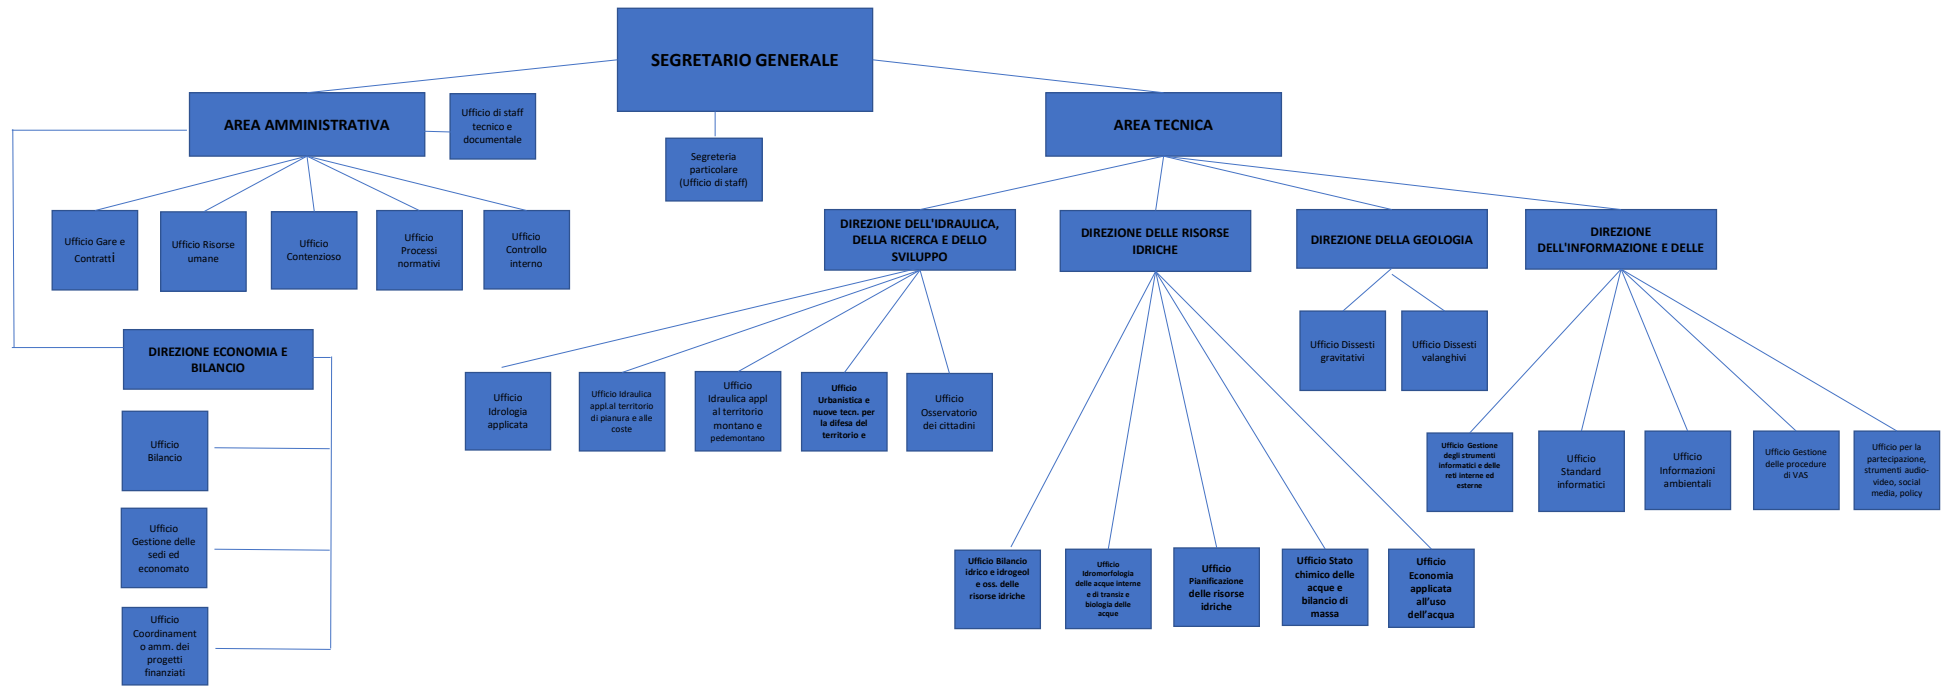 SEGRETARIO GENERALE
AREA AMMINISTRATIVA
Ufficio di staff
tecnico e
documentale
Segreteria
particolare
(Ufficio di staff)
AREA TECNICA
Ufficio Gare e
Contratti
Ufficio Risorse
umane
Ufficio
Contenzioso
Ufficio
Processi
normativi
Ufficio
Controllo
interno
DIREZIONE DELL'IDRAULICA,
DELLA RICERCA E DELLO
SVILUPPO
DIREZIONE DELLE RISORSE
IDRICHE
DIREZIONE DELLA GEOLOGIA
DIREZIONE
DELL'INFORMAZIONE E DELLE
DIREZIONE ECONOMIA E
BILANCIO
Ufficio
Bilancio
Ufficio
Gestione delle
sedi ed
economato
Ufficio
Coordinament
o amm. dei
progetti
finanziati
Ufficio
Idrologia
applicata
Ufficio Idraulica
appl.al territorio
di pianura e alle
coste
Ufficio
Idraulica appl
al territorio
montano e
pedemontano
Ufficio
Urbanistica e
nuove tecn. per
la difesa del
territorio e
Ufficio
Osservatorio
dei cittadini
Ufficio Dissesti
gravitativi
Ufficio Dissesti
valanghivi
Ufficio Gestione
degli strumenti
informatici e delle
reti interne ed
esterne
Ufficio
Standard
informatici
Ufficio
Informazioni
ambientali
Ufficio Gestione
delle procedure
di VAS
Ufficio per la
partecipazione,
strumenti audio-
video, social
media, policy
Ufficio Bilancio
idrico e idrogeol
e oss. delle
risorse idriche
Ufficio
Idromorfologia
delle acque interne
e di transiz e
biologia delle
acque
Ufficio
Pianificazione
delle risorse
idriche
Ufficio Stato
chimico delle
acque e
bilancio di
massa
Ufficio
Economia
applicata
all’uso
dell’acqua